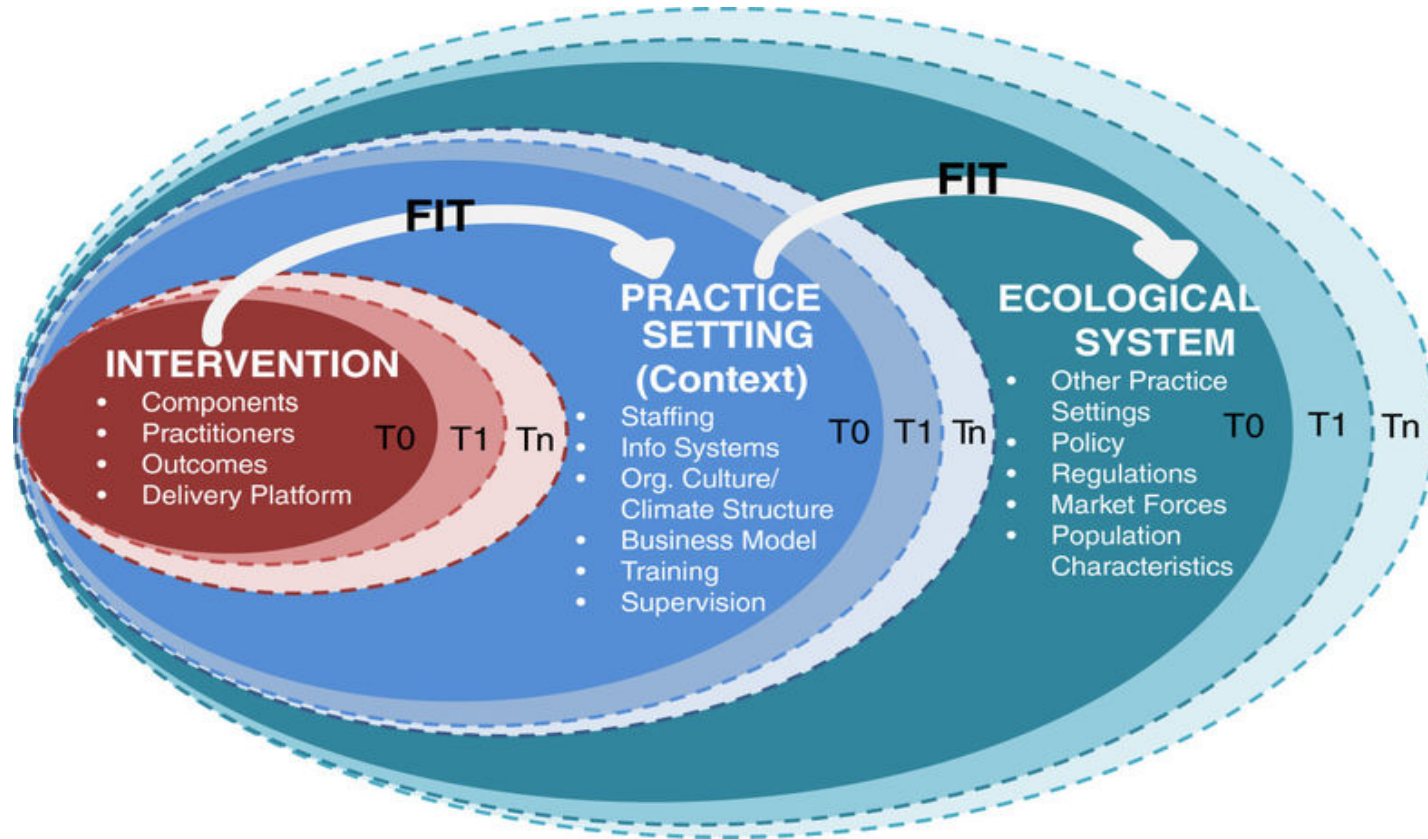 FIT
INTERVENTION
• Components
• Practitioners
• Outcomes
• Delivery Platform
T0
T1
Tn
FIT
PRACTICE
SETTING
(Context)
• Staffing
• Info Systems
• Org. Culture/
Climate Structure
• Business Model
• Training
• Supervision
T0
T1
Tn
ECOLOGICAL
SYSTEM
• Other Practice
Settings
• Policy
• Regulations
• Market Forces
• Population
Characteristics
T0
T1
Tn